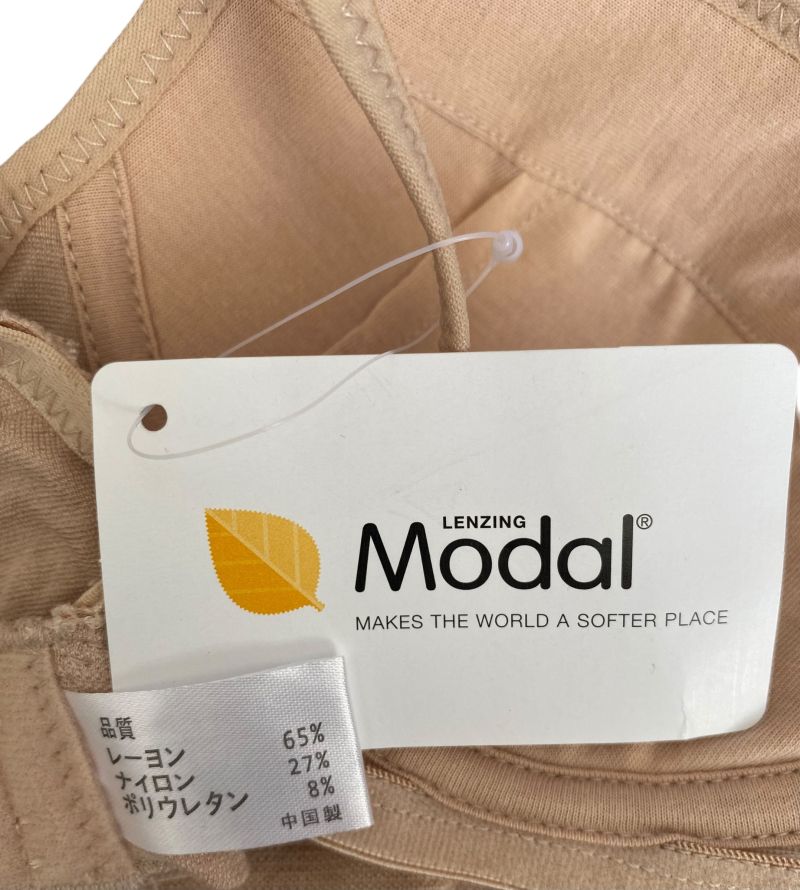 LENZING
Modal®
MAKES THE WORLD A SOFTER PLACE
品質
レーヨン 65%
ナイロン 27%
ポリウレタン 8%
中国製